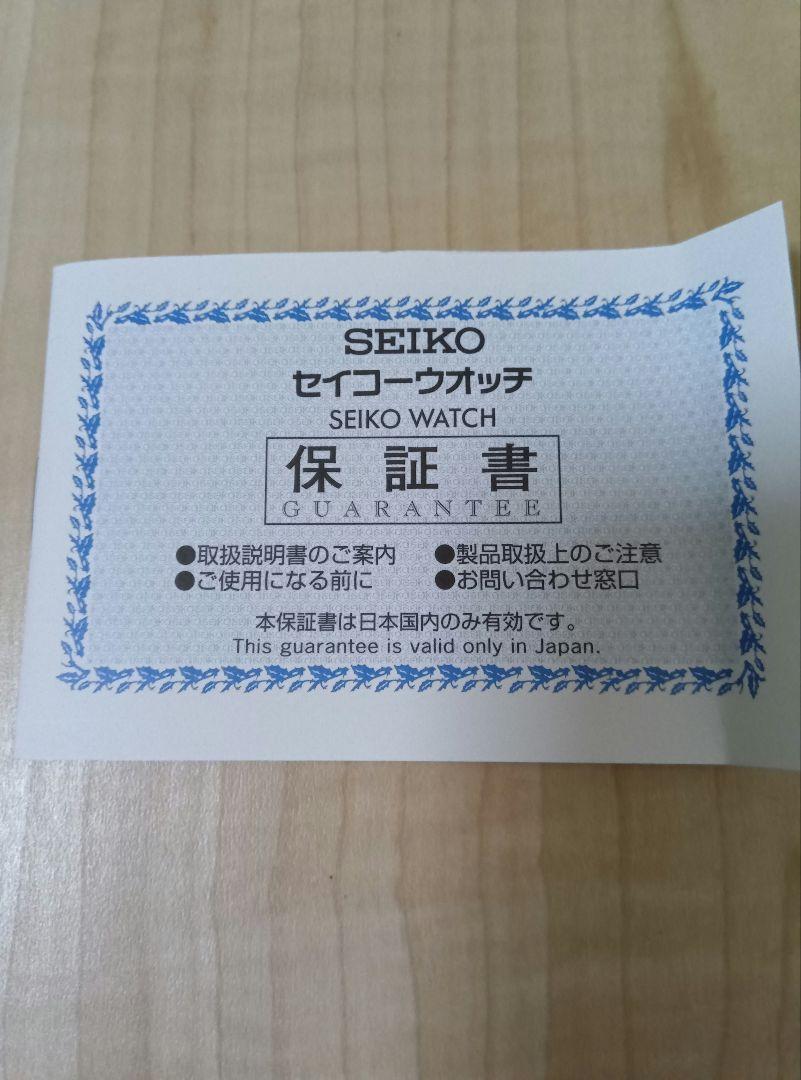 SEIKO
セイコーウオッチ
SEIKO WATCH
保証書
GUARANTEE
●取扱説明書のご案内 ●製品取扱上のご注意
●ご使用になる前に ●お問い合わせ窓口
本保証書は日本国内のみ有効です。
This guarantee is valid only in Japan.